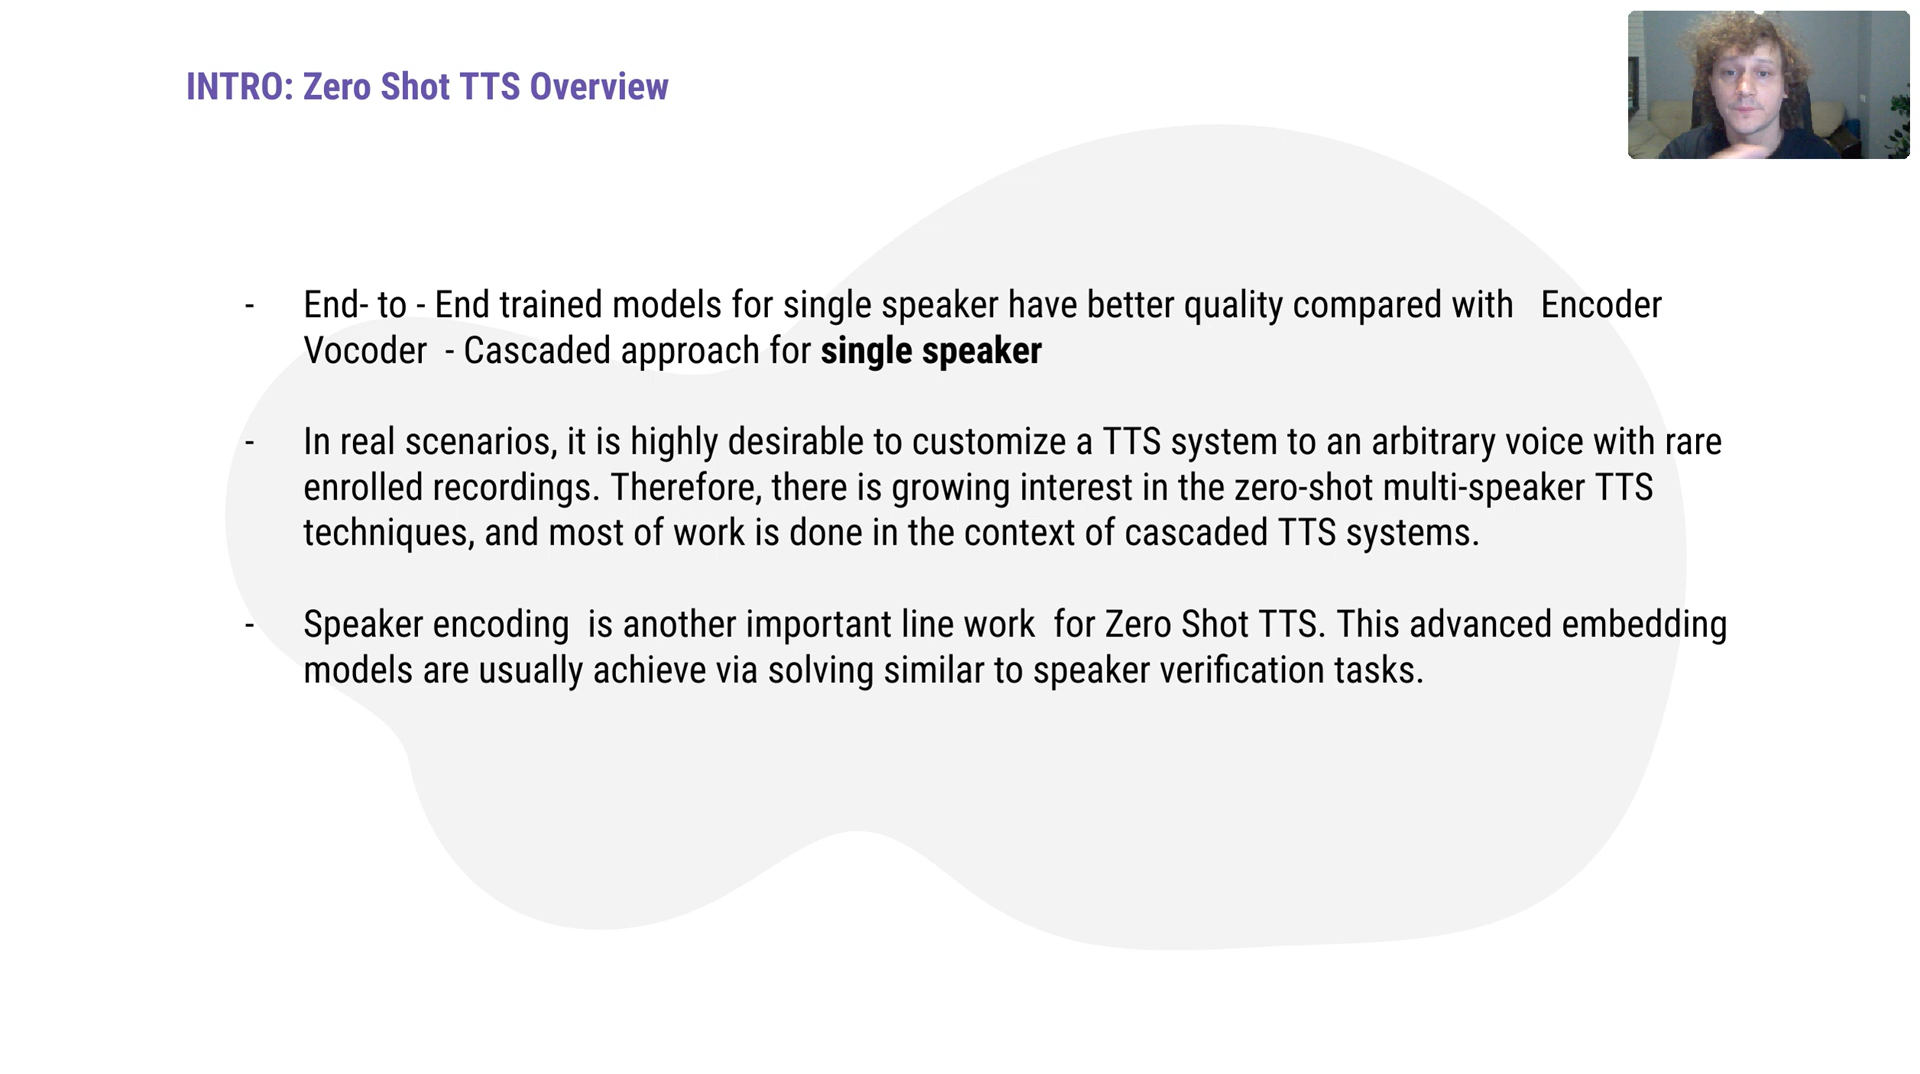 INTRO: Zero Shot TTS Overview
- End- to - End trained models for single speaker have better quality compared with Encoder
Vocoder - Cascaded approach for single speaker
- In real scenarios, it is highly desirable to customize a TTS system to an arbitrary voice with rare
enrolled recordings. Therefore, there is growing interest in the zero-shot multi-speaker TTS
techniques, and most of work is done in the context of cascaded TTS systems.
- Speaker encoding is another important line work for Zero Shot TTS. This advanced embedding
models are usually achieve via solving similar to speaker verification tasks.